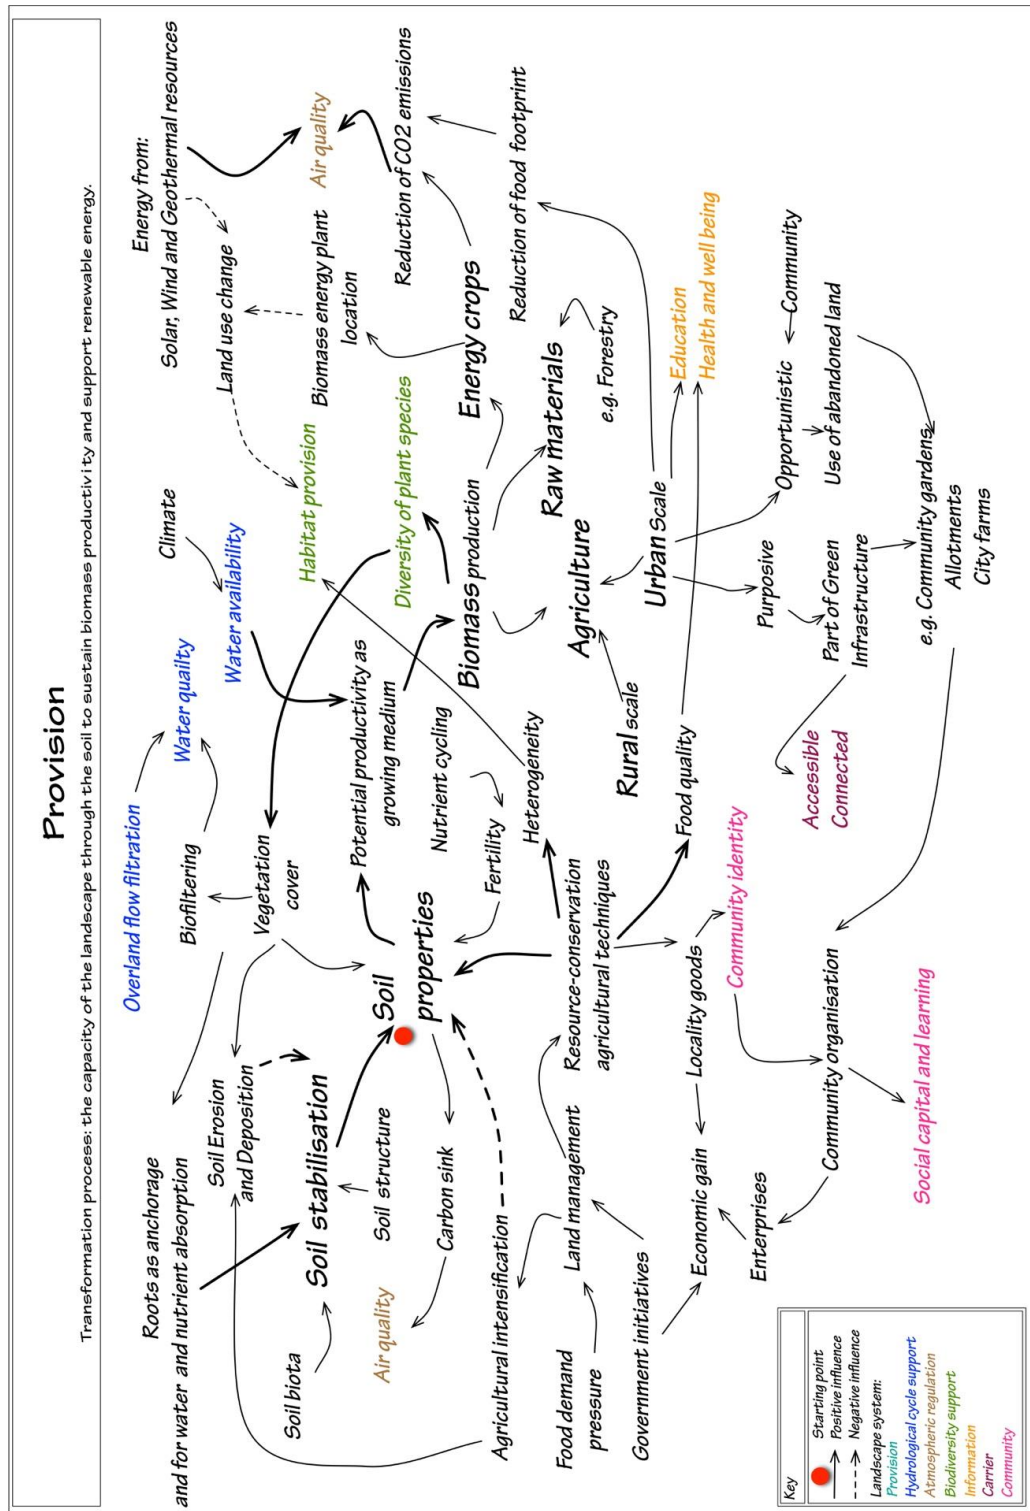 Provision
Transformation process: the capacity of the landscape through the soil to sustain biomass productivity and support renewable energy.
Roots as anchorage
and for water and nutrient absorption
Overland flow filtration
Water quailty
Biofiltering
Climate
Water availability
Energy from:
Solar, Wind and Geothermal resources
Land use change
Soil Erosion
and Deposition
Vegetation
cover
Habitat provision
Biomass energy plant
location
Air quality
Soil biota
Soil stabilisation
Soil structure
Soil
properties
Potential productivity as
growing medium
Diversity of plant species
Reduction of CO2 emissions
Air quality
Carbon sink
Nutrient cycling
Fertility
Biomass production
Energy crops
Agricultural intensification
Heterogeneity
Reduction of food footprint
Food demand
pressure
Land management
Resource-conservation
agricultural techniques
Agriculture
Raw materials
e.g. Forestry
Government initiatives
Rural scale
Urban Scale
Economic gain
Locality goods
Food quality
Education
Health and well being
Enterprises
Community identity
Purposive
Opportunistic
Community
Accessible
Connected
Part of Green
Infrastructure
Use of abandoned land
Community organisation
Social capital and learning
e.g. Community gardens
Allotments
City farms
Key
Starting point
Positive influence
Negative influence
Landscape system:
Provision
Hydrological cycle support
Atmospheric regulation
Biodiversity support
Information
Carrier
Community